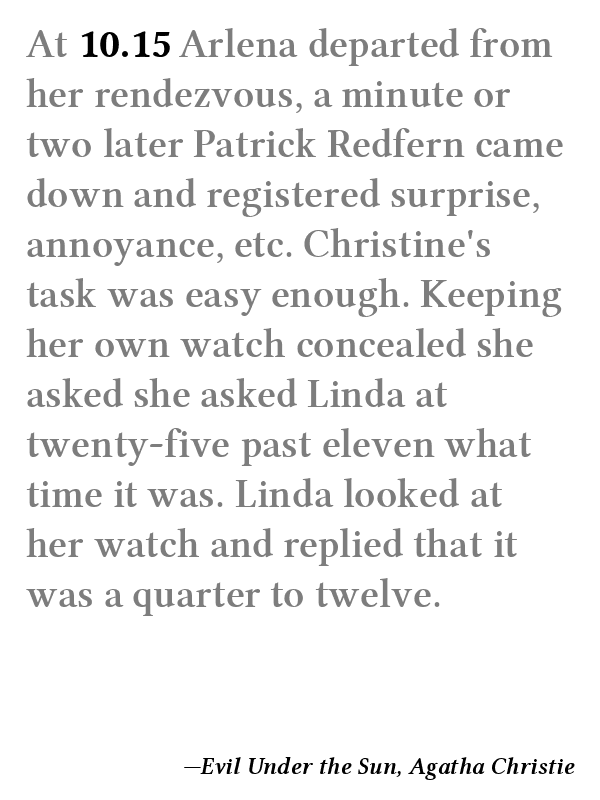 At 10.15 Arlena departed from
her rendezvous, a minute or
two later Patrick Redfern came
down and registered surprise,
annoyance, etc. Christine's
task was easy enough. Keeping
her own watch concealed she
asked she asked Linda at
twenty-five past eleven what
time it was. Linda looked at
her watch and replied that it
was a quarter to twelve.
—Evil Under the Sun, Agatha Christie